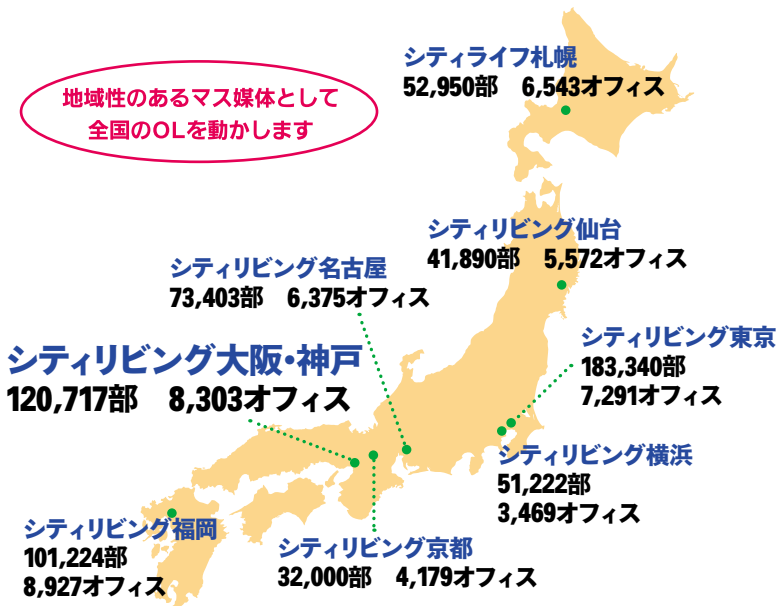 シティライフ札幌
52,950部 6,543オフィス
地域性のあるマス媒体として
全国のOLを動かします
シティリビング仙台
41,890部 5,572オフィス
シティリビング名古屋
73,403部 6,375オフィス
シティリビング東京
183,340部
7,291オフィス
シティリビング大阪・神戸
120,717部 8,303オフィス
シティリビング横浜
51,222部
3,469オフィス
シティリビング福岡
101,224部
8,927オフィス
シティリビング京都
32,000部 4,179オフィス